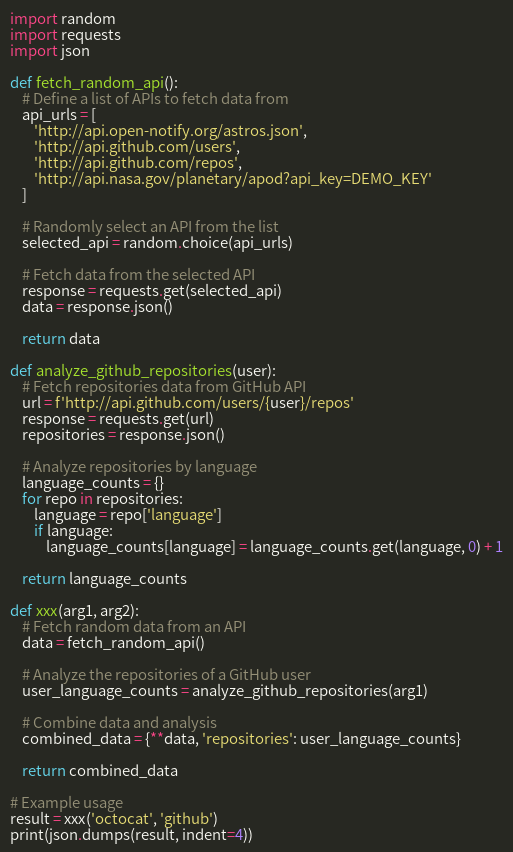 import random
import requests
import json

def fetch_random_api():
    # Define a list of APIs to fetch data from
    api_urls = [
        'http://api.open-notify.org/astros.json',
        'http://api.github.com/users',
        'http://api.github.com/repos',
        'http://api.nasa.gov/planetary/apod?api_key=DEMO_KEY'
    ]

    # Randomly select an API from the list
    selected_api = random.choice(api_urls)

    # Fetch data from the selected API
    response = requests.get(selected_api)
    data = response.json()

    return data

def analyze_github_repositories(user):
    # Fetch repositories data from GitHub API
    url = f'http://api.github.com/users/{user}/repos'
    response = requests.get(url)
    repositories = response.json()

    # Analyze repositories by language
    language_counts = {}
    for repo in repositories:
        language = repo['language']
        if language:
            language_counts[language] = language_counts.get(language, 0) + 1

    return language_counts

def xxx(arg1, arg2):
    # Fetch random data from an API
    data = fetch_random_api()

    # Analyze the repositories of a GitHub user
    user_language_counts = analyze_github_repositories(arg1)

    # Combine data and analysis
    combined_data = {**data, 'repositories': user_language_counts}

    return combined_data

# Example usage
result = xxx('octocat', 'github')
print(json.dumps(result, indent=4))